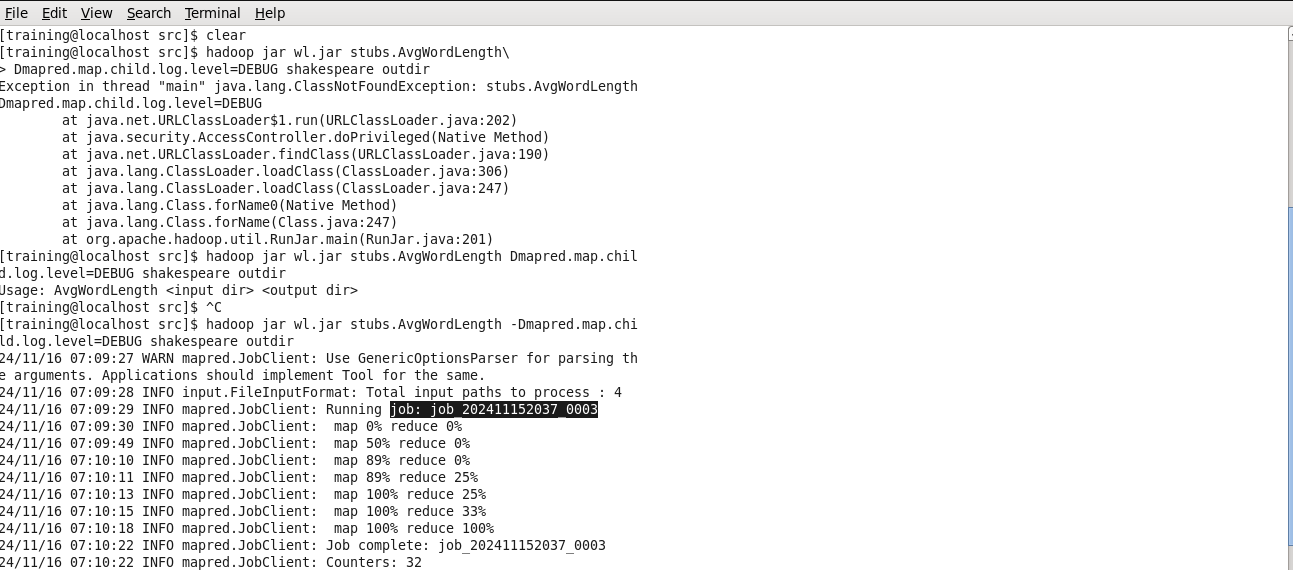 File Edit View Search Terminal Help
[training@localhost src]$ clear
[training@localhost src]$ hadoop jar wl.jar stubs.AvgWordLength\
> Dmapred.map.child.log.level=DEBUG shakespeare outdir
Exception in thread "main" java.lang.ClassNotFoundException: stubs.AvgWordLength
Dmapred.map.child.log.level=DEBUG
        at java.net.URLClassLoader$1.run(URLClassLoader.java:202)
        at java.security.AccessController.doPrivileged(Native Method)
        at java.net.URLClassLoader.findClass(URLClassLoader.java:190)
        at java.lang.ClassLoader.loadClass(ClassLoader.java:306)
        at java.lang.ClassLoader.loadClass(ClassLoader.java:247)
        at java.lang.Class.forName0(Native Method)
        at java.lang.Class.forName(Class.java:247)
        at org.apache.hadoop.util.RunJar.main(RunJar.java:201)
[training@localhost src]$ hadoop jar wl.jar stubs.AvgWordLength Dmapred.map.chil
d.log.level=DEBUG shakespeare outdir
Usage: AvgWordLength <input dir> <output dir>
[training@localhost src]$ ^C
[training@localhost src]$ hadoop jar wl.jar stubs.AvgWordLength -Dmapred.map.chi
ld.log.level=DEBUG shakespeare outdir
24/11/16 07:09:27 WARN mapred.JobClient: Use GenericOptionsParser for parsing th
e arguments. Applications should implement Tool for the same.
24/11/16 07:09:28 INFO input.FileInputFormat: Total input paths to process : 4
24/11/16 07:09:29 INFO mapred.JobClient: Running job: job_202411152037_0003
24/11/16 07:09:30 INFO mapred.JobClient:  map 0% reduce 0%
24/11/16 07:09:49 INFO mapred.JobClient:  map 50% reduce 0%
24/11/16 07:10:10 INFO mapred.JobClient:  map 89% reduce 0%
24/11/16 07:10:11 INFO mapred.JobClient:  map 89% reduce 25%
24/11/16 07:10:13 INFO mapred.JobClient:  map 100% reduce 25%
24/11/16 07:10:15 INFO mapred.JobClient:  map 100% reduce 33%
24/11/16 07:10:18 INFO mapred.JobClient:  map 100% reduce 100%
24/11/16 07:10:22 INFO mapred.JobClient: Job complete: job_202411152037_0003
24/11/16 07:10:22 INFO mapred.JobClient: Counters: 32